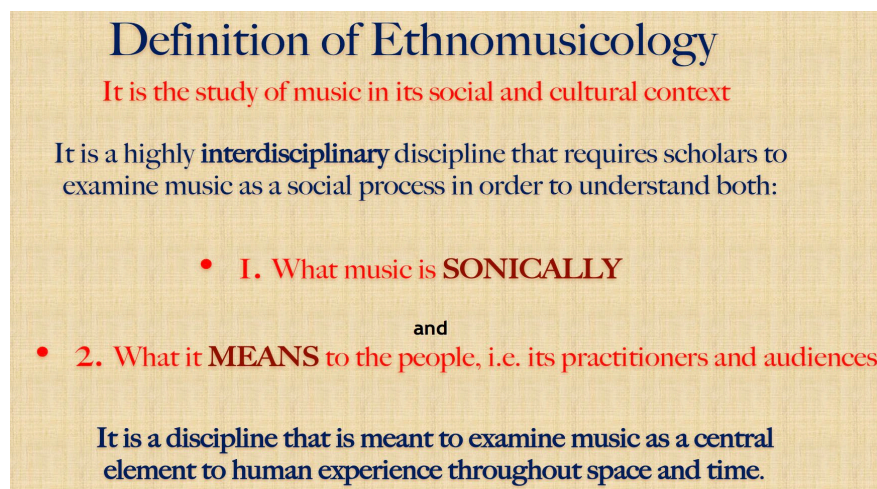 Definition of Ethnomusicology
It is the study of music in its social and cultural context
It is a highly interdisciplinary discipline that requires scholars to
examine music as a social process in order to understand both:
• 1. What music is SONICALLY
and
• 2. What it MEANS to the people, i.e. its practitioners and audiences
It is a discipline that is meant to examine music as a central
element to human experience throughout space and time.